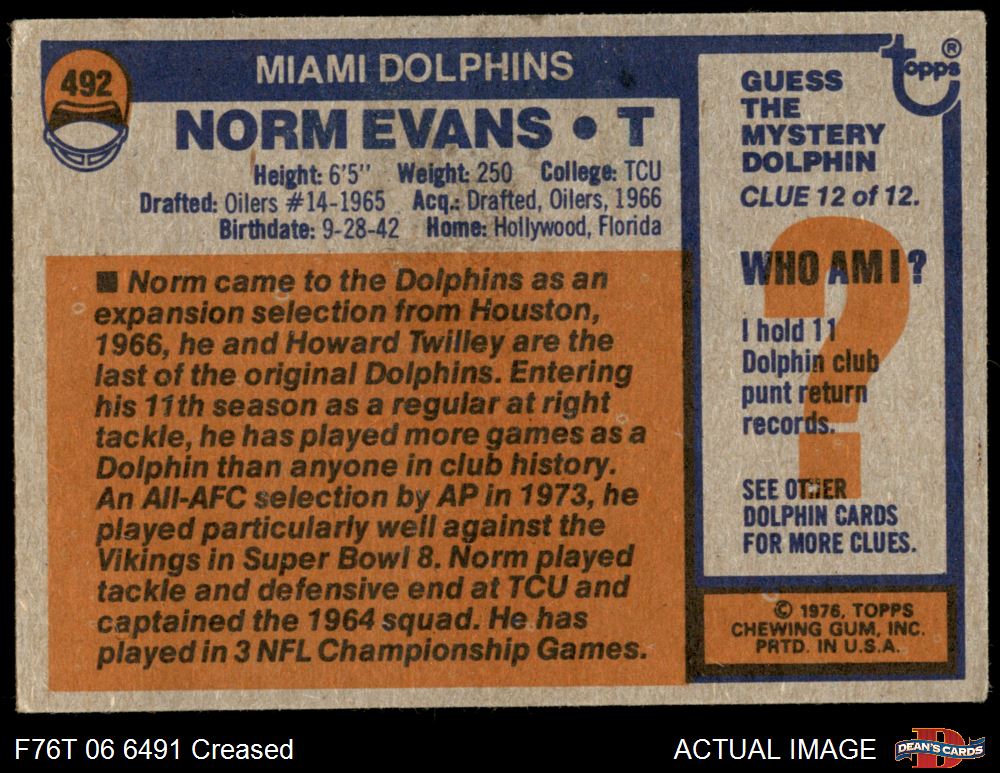 492
MIAMI DOLPHINS
NORM EVANS • T
Height: 6'5" Weight: 250 College: TCU
Drafted: Oilers #14-1965 Acq.: Drafted, Oilers, 1966
Birthdate: 9-28-42 Home: Hollywood, Florida
■ Norm came to the Dolphins as an
expansion selection from Houston,
1966, he and Howard Twilley are the
last of the original Dolphins. Entering
his 11th season as a regular at right
tackle, he has played more games as a
Dolphin than anyone in club history.
An All-AFC selection by AP in 1973, he
played particularly well against the
Vikings in Super Bowl 8. Norm played
tackle and defensive end at TCU and
captained the 1964 squad. He has
played in 3 NFL Championship Games.
topps ®
GUESS
THE
MYSTERY
DOLPHIN
CLUE 12 of 12.
WHO AM I ?
I hold 11
Dolphin club
punt return
records.
SEE OTHER
DOLPHIN CARDS
FOR MORE CLUES.
© 1976, TOPPS
CHEWING GUM, INC.
PRTD. IN U.S.A.
F76T 06 6491 Creased
ACTUAL IMAGE
DEAN'S CARDS